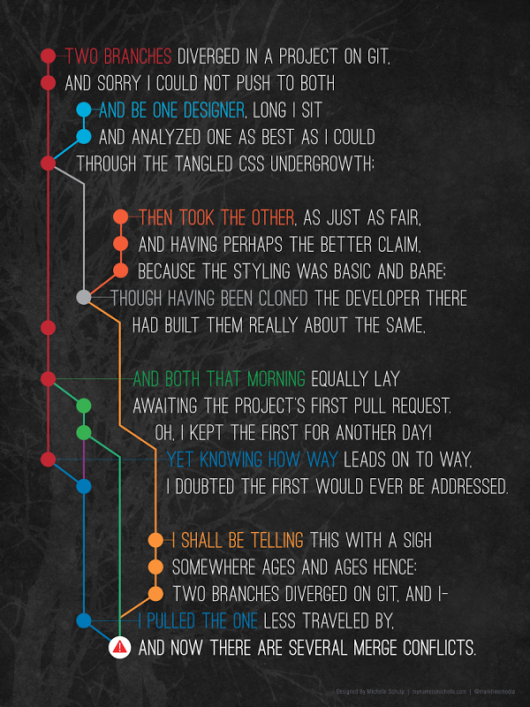 TWO BRANCHES DIVERGED IN A PROJECT ON GIT,
AND SORRY I COULD NOT PUSH TO BOTH
AND BE ONE DESIGNER, LONG I SIT
AND ANALYZED ONE AS BEST AS I COULD
THROUGH THE TANGLED CSS UNDERGROWTH;
THEN TOOK THE OTHER, AS JUST AS FAIR,
AND HAVING PERHAPS THE BETTER CLAIM,
BECAUSE THE STYLING WAS BASIC AND BARE;
THOUGH HAVING BEEN CLONED THE DEVELOPER THERE
HAD BUILT THEM REALLY ABOUT THE SAME,
AND BOTH THAT MORNING EQUALLY LAY
AWAITING THE PROJECT'S FIRST PULL REQUEST.
OH, I KEPT THE FIRST FOR ANOTHER DAY!
YET KNOWING HOW WAY LEADS ON TO WAY,
I DOUBTED THE FIRST WOULD EVER BE ADDRESSED.
I SHALL BE TELLING THIS WITH A SIGH
SOMEWHERE AGES AND AGES HENCE:
TWO BRANCHES DIVERGED ON GIT, AND I-
I PULLED THE ONE LESS TRAVELED BY,
AND NOW THERE ARE SEVERAL MERGE CONFLICTS.
Designed by Michelle Schulp |